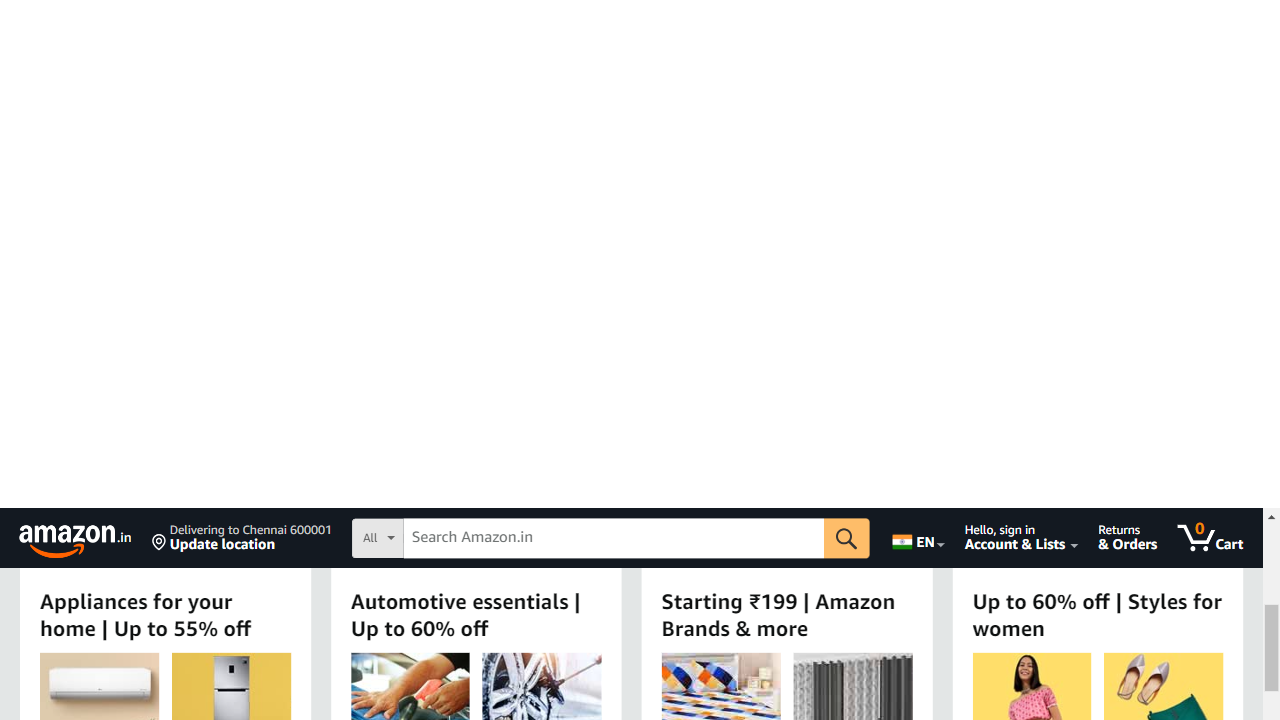 amazon.in
Delivering to Chennai 600001
Update location
All
Search Amazon.in
EN
Hello, sign in
Account & Lists
Returns
& Orders
0
Cart
Appliances for your
home | Up to 55% off
Automotive essentials |
Up to 60% off
Starting ₹199 | Amazon
Brands & more
Up to 60% off | Styles for
women